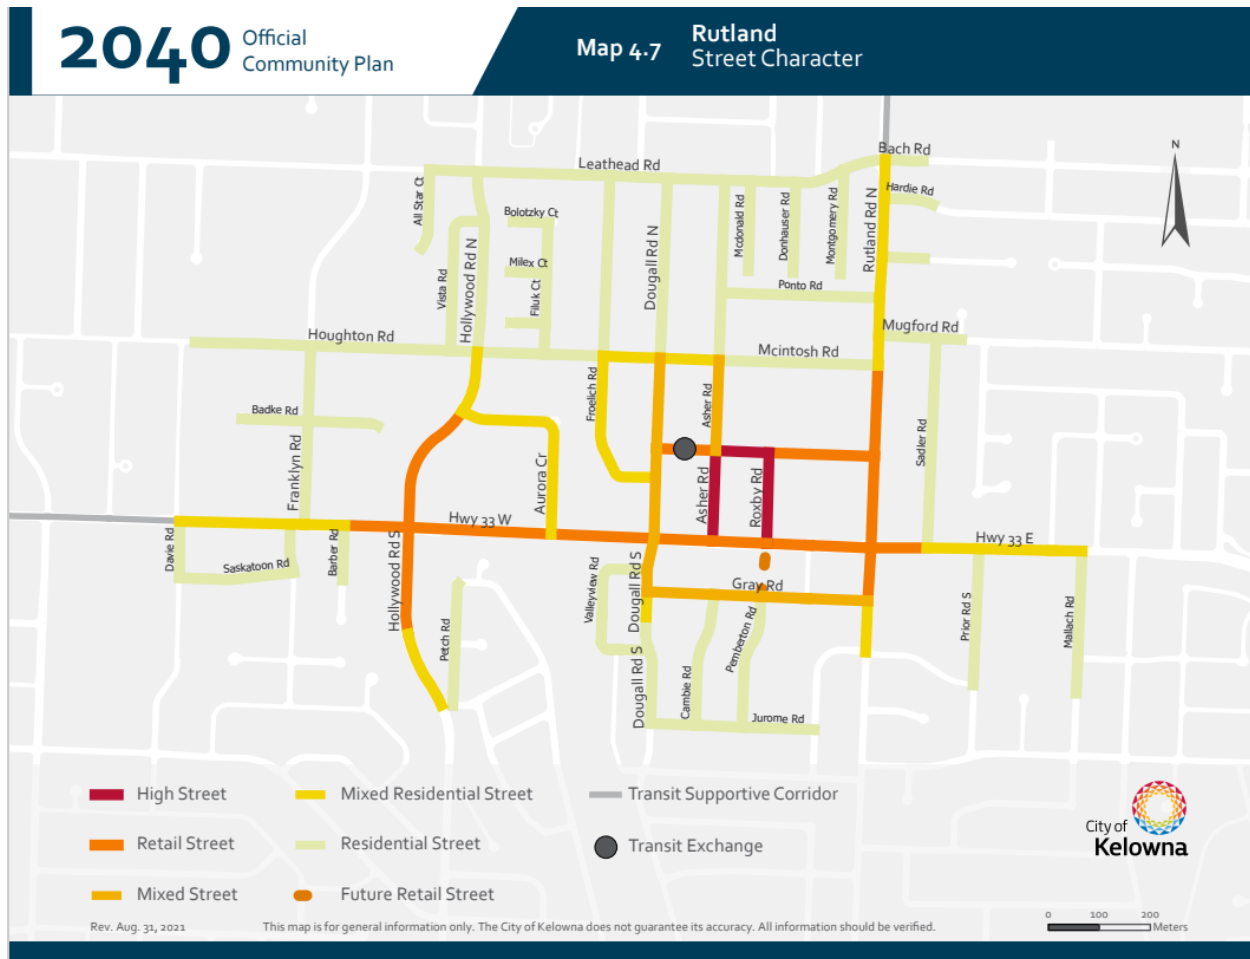 2040
Official
Community Plan
Map 4.7
Rutland
Street Character
Bach Rd
Leathead Rd
N
All Star Ct
Hardie Rd
Bolotzky Ct
Mcdonald Rd
Donhauser Rd
Montgomery Rd
Rutland Rd N
Dougall Rd N
Hollywood Rd N
Vista Rd
Milex Ct
Filuk Ct
Ponto Rd
Houghton Rd
Mugford Rd
Mcintosh Rd
Froelich Rd
Asher Rd
Badke Rd
Franklyn Rd
Sadler Rd
Aurora Cr
Asher Rd
Roxby Rd
Hwy 33 W
Hwy 33 E
Davie Rd
Saskatoon Rd
Barber Rd
Hollywood Rd S
Petch Rd
Valleyview Rd
Dougall Rd S
Gray Rd
Prior Rd S
Mallach Rd
Dougall Rd S
Cambie Rd
Pemberton Rd
Jurome Rd
High Street
Mixed Residential Street
Transit Supportive Corridor
Retail Street
Residential Street
Transit Exchange
Mixed Street
Future Retail Street
City of
Kelowna
Rev. Aug. 31, 2021
This map is for general information only. The City of Kelowna does not guarantee its accuracy. All information should be verified.
0 100 200
Meters